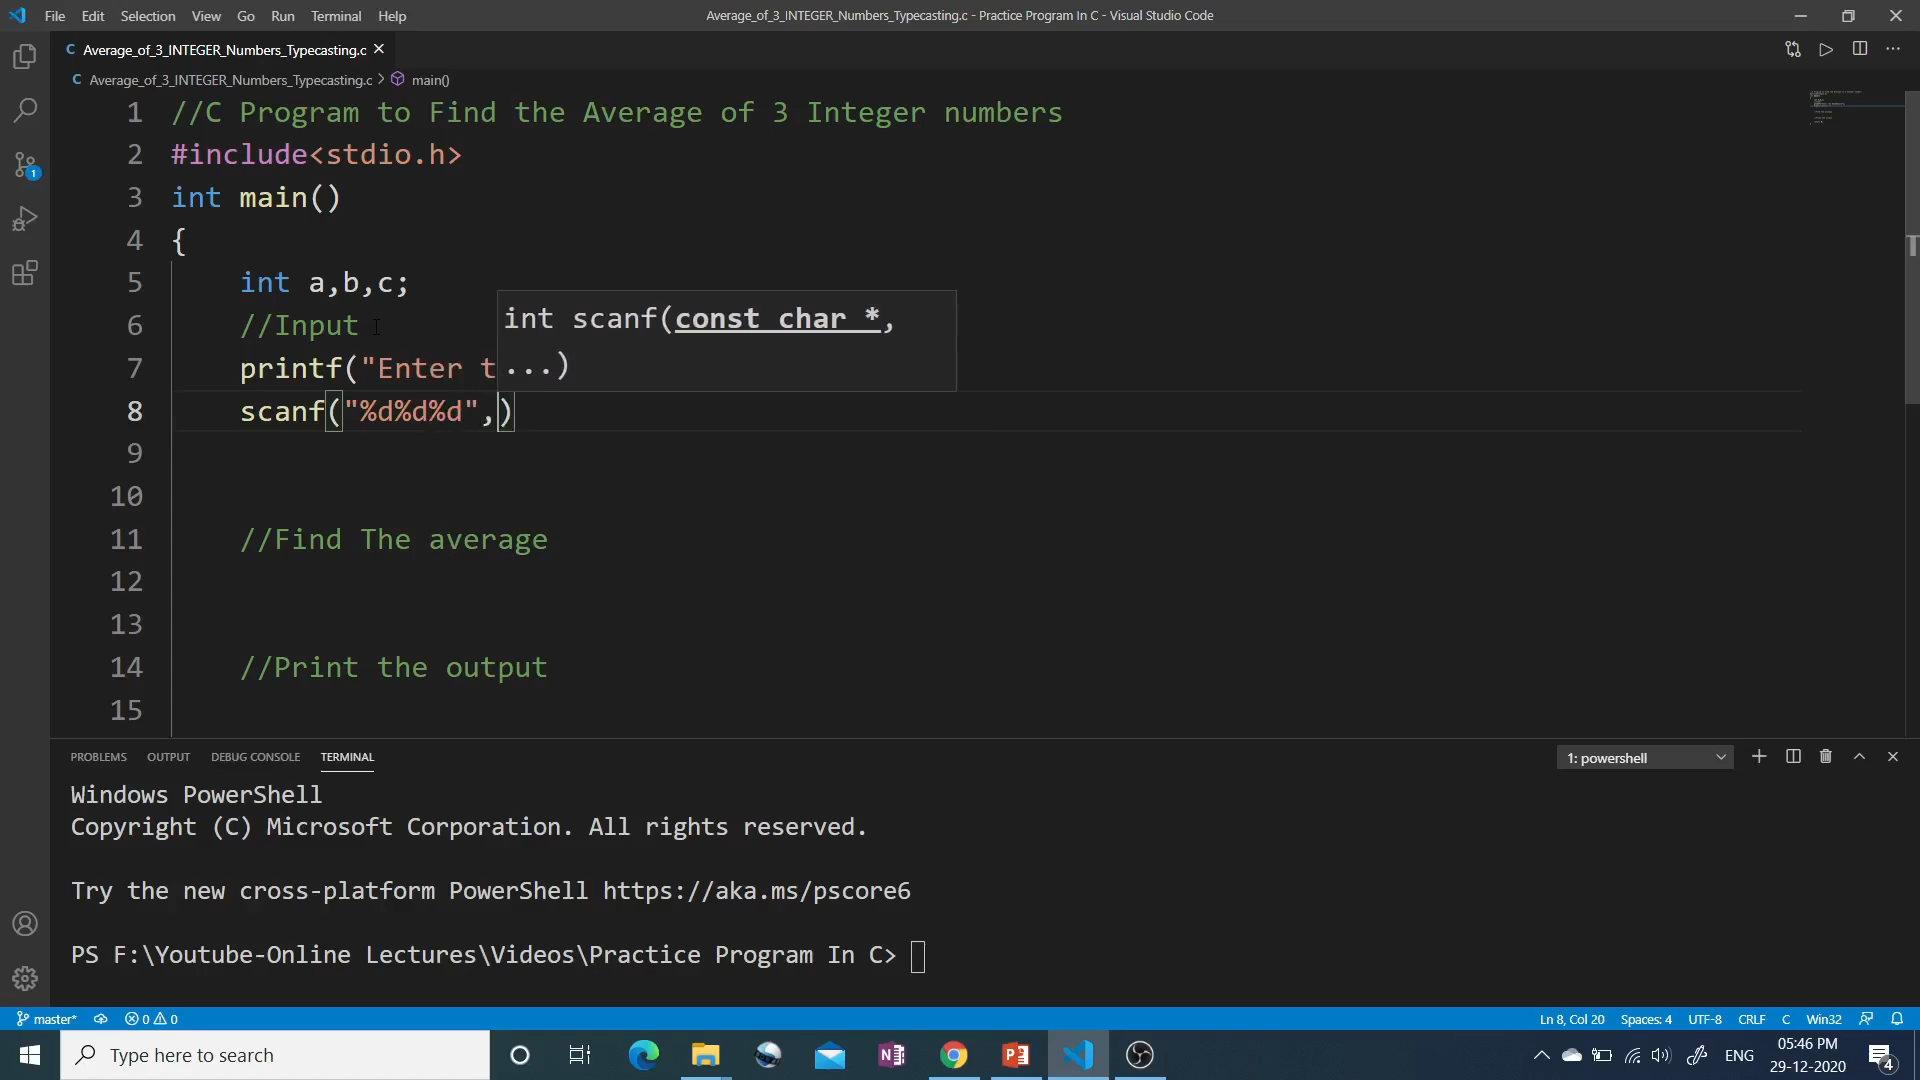 File Edit Selection View Go Run Terminal Help
Average_of_3_INTEGER_Numbers_Typecasting.c - Practice Program In C - Visual Studio Code
C Average_of_3_INTEGER_Numbers_Typecasting.c
C Average_of_3_INTEGER_Numbers_Typecasting.c > main()
1 //C Program to Find the Average of 3 Integer numbers
2 #include<stdio.h>
3 int main()
4 {
5 int a,b,c;
6 //Input
7 printf("Enter t
8 scanf("%d%d%d",)
int scanf(const char *,
...)
9
10
11 //Find The average
12
13
14 //Print the output
15
PROBLEMS OUTPUT DEBUG CONSOLE TERMINAL
1: powershell
Windows PowerShell
Copyright (C) Microsoft Corporation. All rights reserved.
Try the new cross-platform PowerShell https://aka.ms/pscore6
PS F:\Youtube-Online Lectures\Videos\Practice Program In C>
master* 0 0
Ln 8, Col 20 Spaces: 4 UTF-8 CRLF C Win32
Type here to search
ENG
05:46 PM
29-12-2020
4